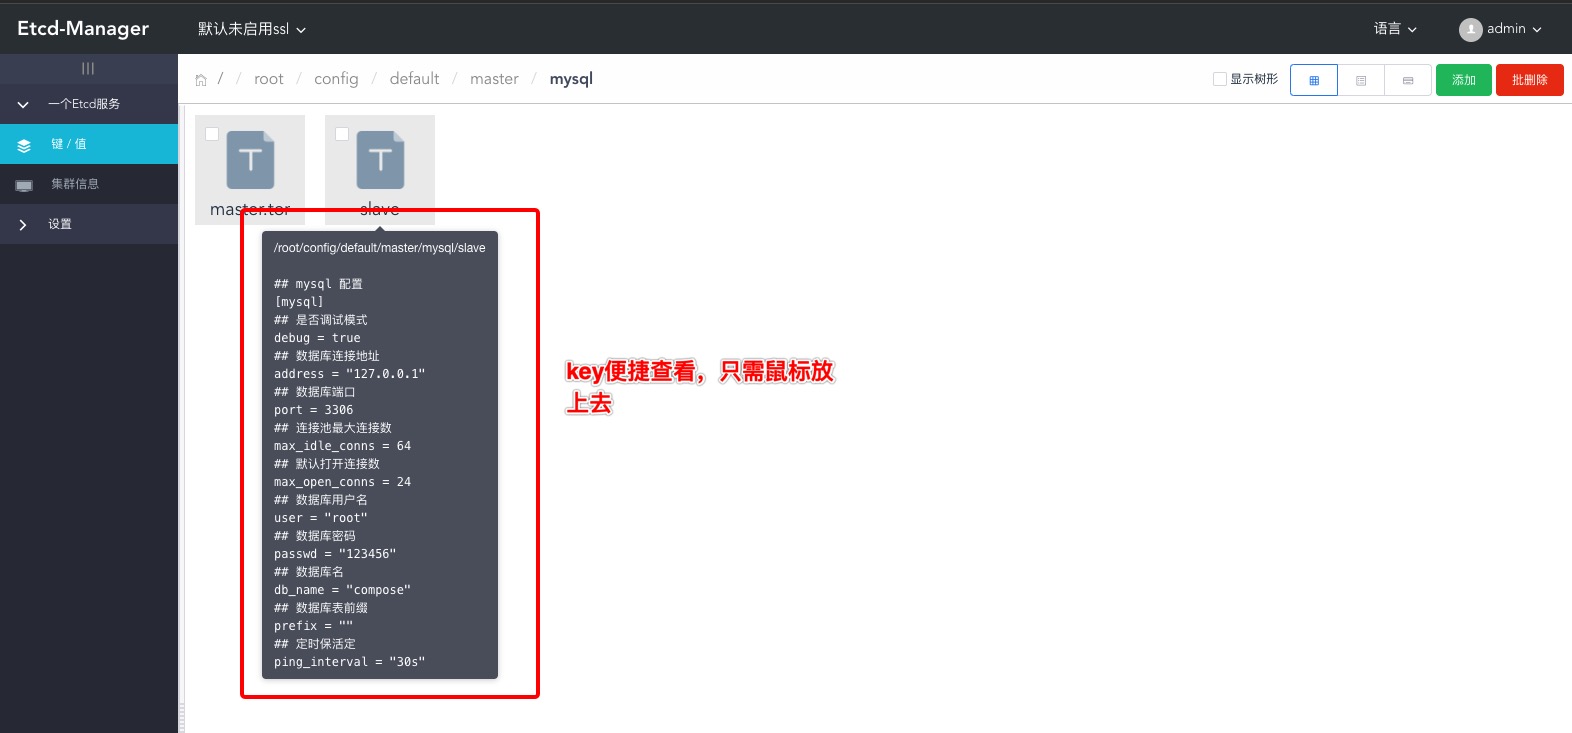 Etcd-Manager
默认未启用ssl
语言
admin
/ / root / config / default / master / mysql
显示树形
添加
批删除
一个Etcd服务
键 / 值
集群信息
设置
T
T
master.tor
slave
/root/config/default/master/mysql/slave
## mysql 配置
[mysql]
## 是否调试模式
debug = true
## 数据库连接地址
address = "127.0.0.1"
## 数据库端口
port = 3306
## 连接池最大连接数
max_idle_conns = 64
## 默认打开连接数
max_open_conns = 24
## 数据库用户名
user = "root"
## 数据库密码
passwd = "123456"
## 数据库名
db_name = "compose"
## 数据库表前缀
prefix = ""
## 定时保活定
ping_interval = "30s"
key便捷查看，只需鼠标放
上去